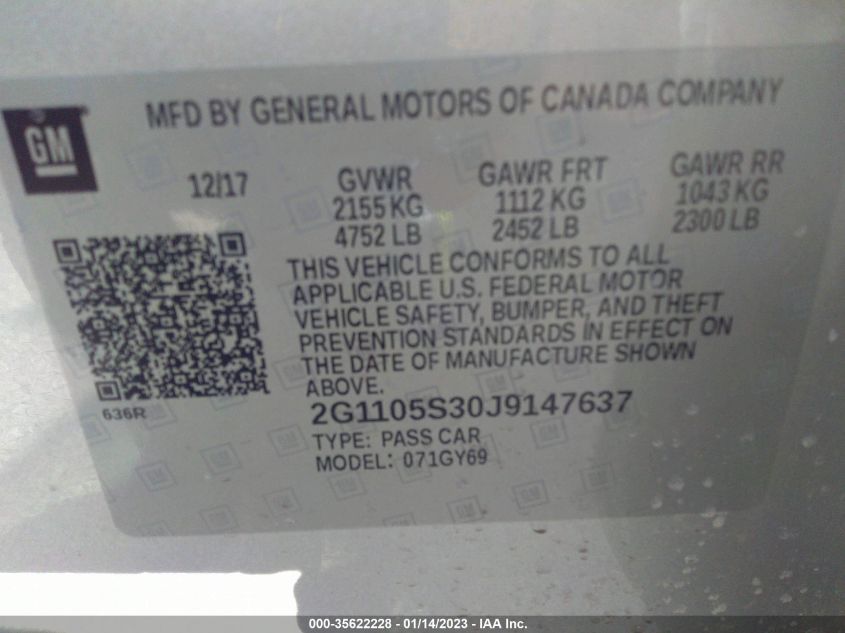 MFD BY GENERAL MOTORS OF CANADA COMPANY
GM
12/17 GVWR GAWR FRT GAWR RR
2155 KG 1112 KG 1043 KG
4752 LB 2452 LB 2300 LB
THIS VEHICLE CONFORMS TO ALL
APPLICABLE U.S. FEDERAL MOTOR
VEHICLE SAFETY, BUMPER, AND THEFT
PREVENTION STANDARDS IN EFFECT ON
THE DATE OF MANUFACTURE SHOWN
ABOVE.
636R
2G1105S30J9147637
TYPE: PASS CAR
MODEL: 071GY69
000-35622228 - 01/14/2023 - IAA Inc.